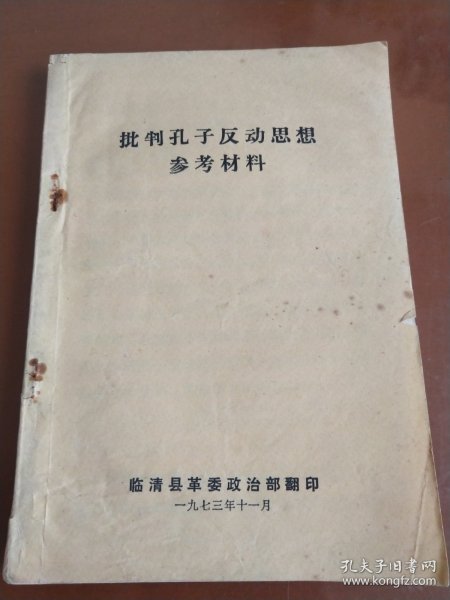 批判孔子反动思想
参考材料
临清县革委政治部翻印
一九七三年十一月
孔夫子旧书网
www.kongfz.com